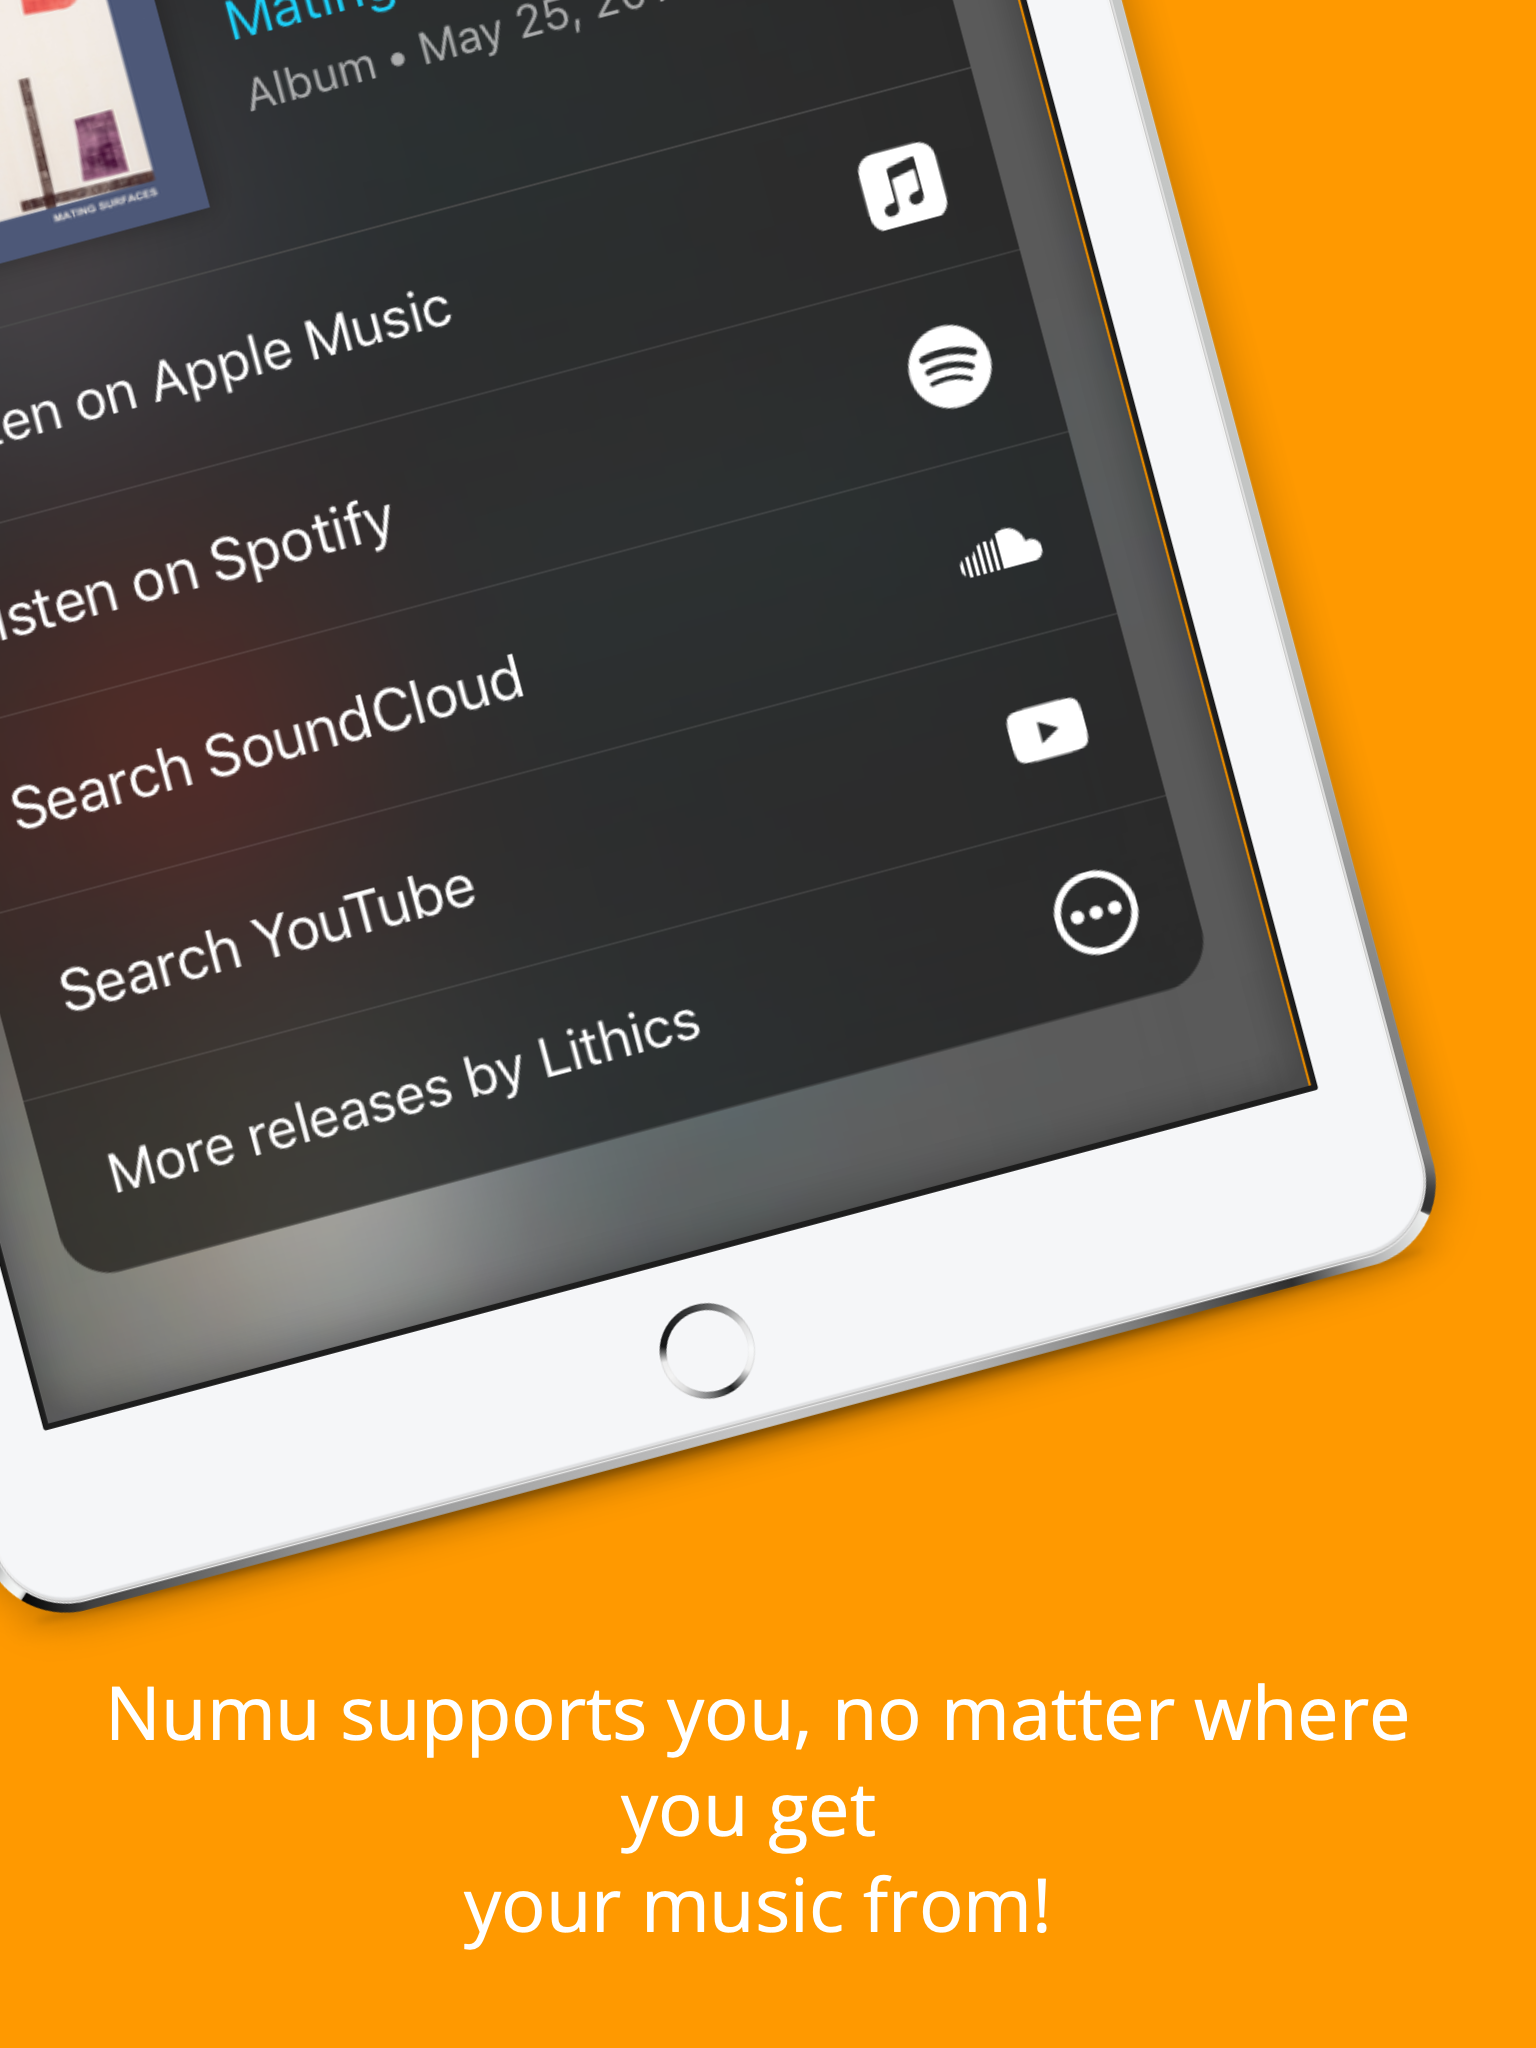 Mating
Album • May 25, 20
MATING SURFACES
ten on Apple Music
isten on Spotify
Search SoundCloud
Search YouTube
More releases by Lithics
Numu supports you, no matter where
you get
your music from!